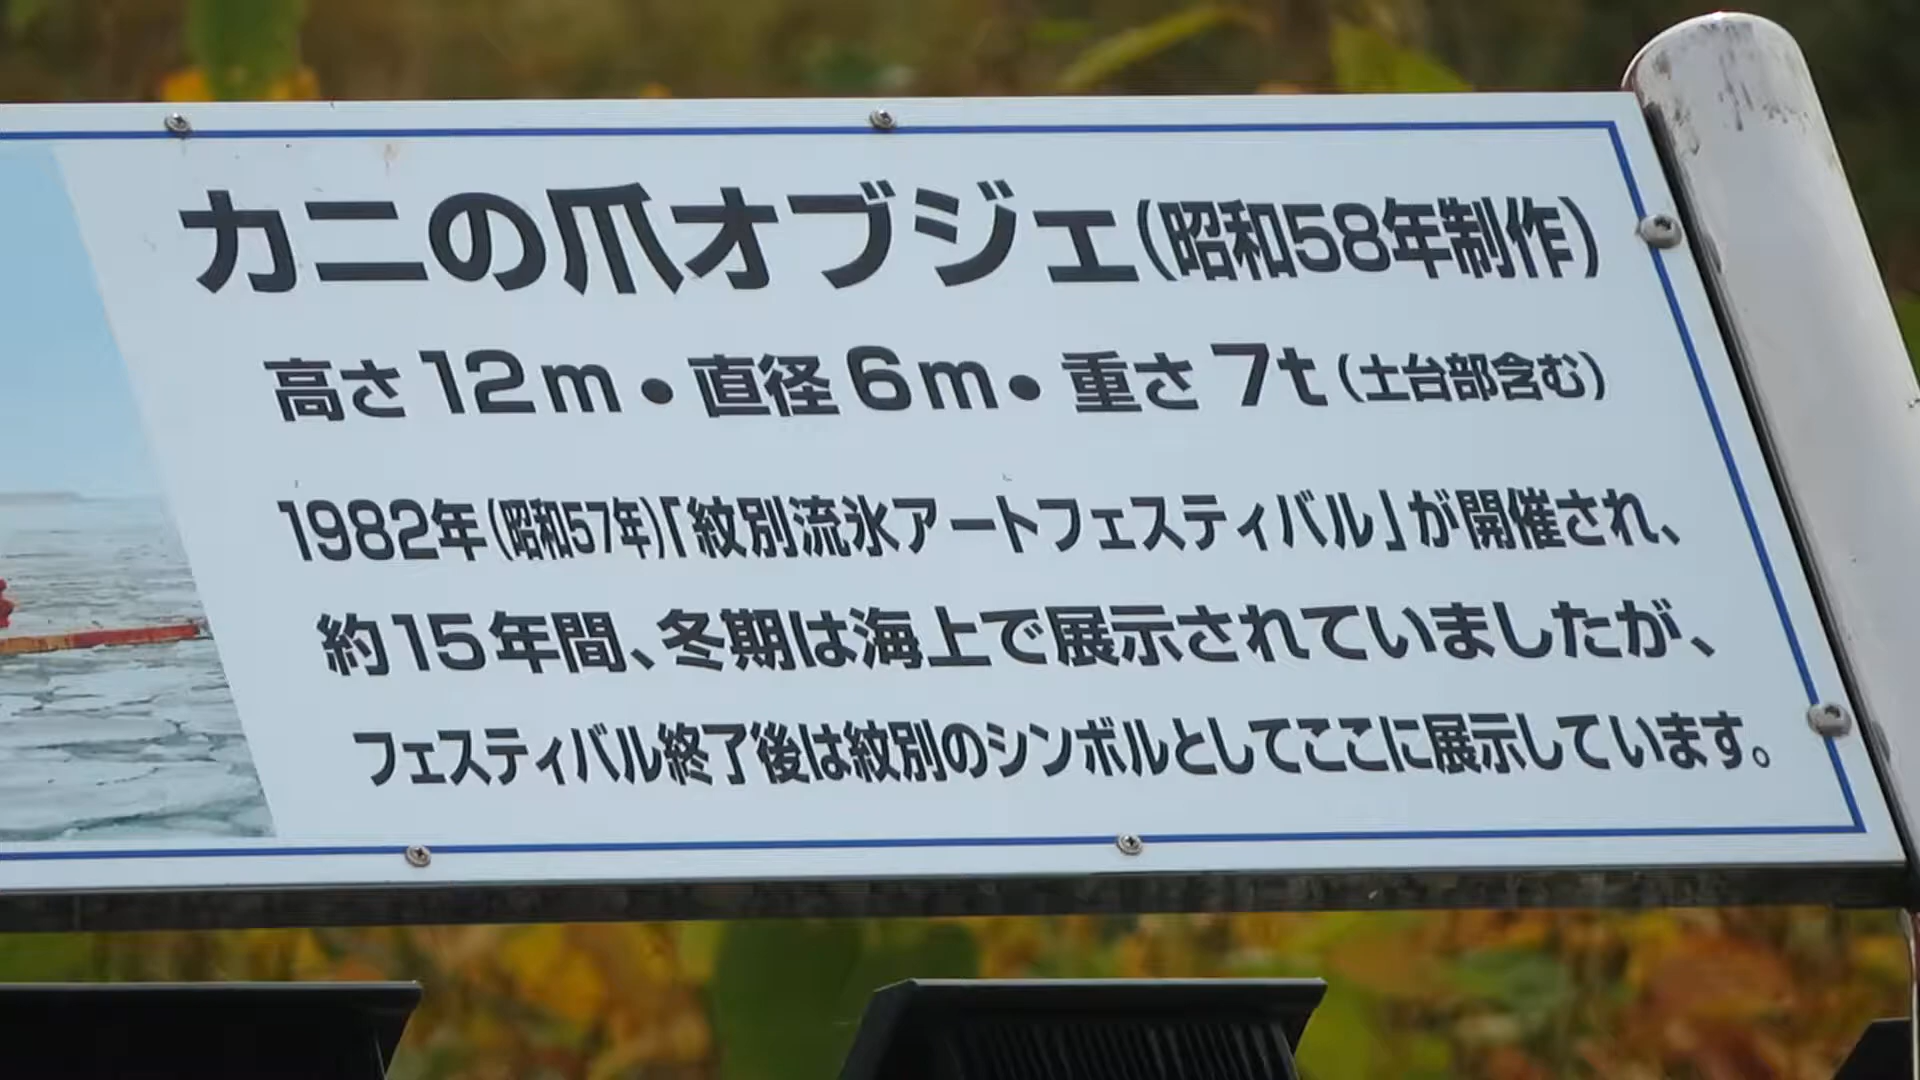 カニの爪オブジェ(昭和58年制作)
高さ12m・直径6m・重さ7t(土台部含む)
1982年(昭和57年)「紋別流氷アートフェスティバル」が開催され、
約15年間、冬期は海上で展示されていましたが、
フェスティバル終了後は紋別のシンボルとしてここに展示しています。